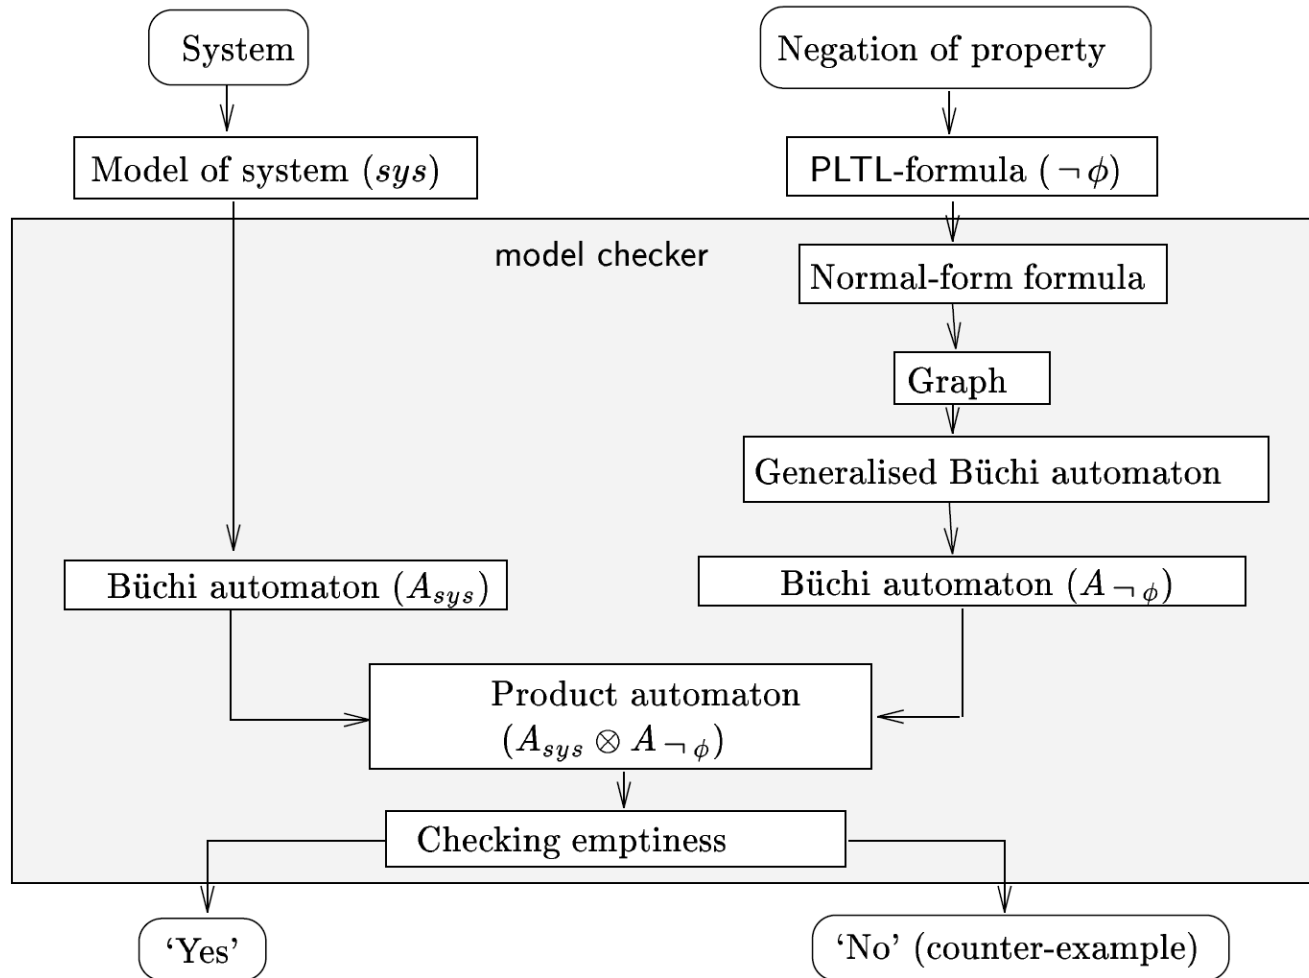 System
Negation of property
Model of system (sys)
PLTL-formula (¬ϕ)
model checker
Normal-form formula
Graph
Generalised Büchi automaton
Büchi automaton (A_sys)
Büchi automaton (A_¬ϕ)
Product automaton
(A_sys ⊗ A_¬ϕ)
Checking emptiness
‘Yes’
‘No’ (counter-example)